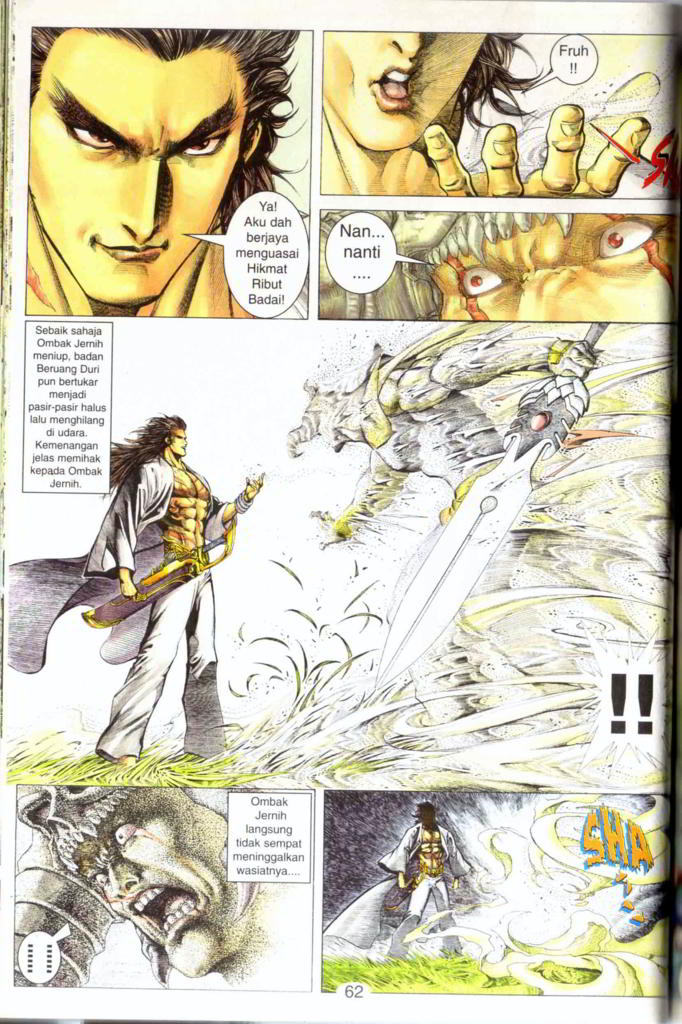 Ya!
Aku dah
berjaya
menguasai
Hikmat
Ribut
Badai!
Fruh
!!
Nan...
nanti
....
Sebaik sahaja
Ombak Jernih
meniup, badan
Beruang Duri
pun bertukar
menjadi
pasir-pasir halus
lalu menghilang
di udara.
Kemenangan
jelas memihak
kepada Ombak
Jernih.
!!
Ombak
Jernih
langsung
tidak sempat
meninggalkan
wasiatnya....
!!
SHA
62